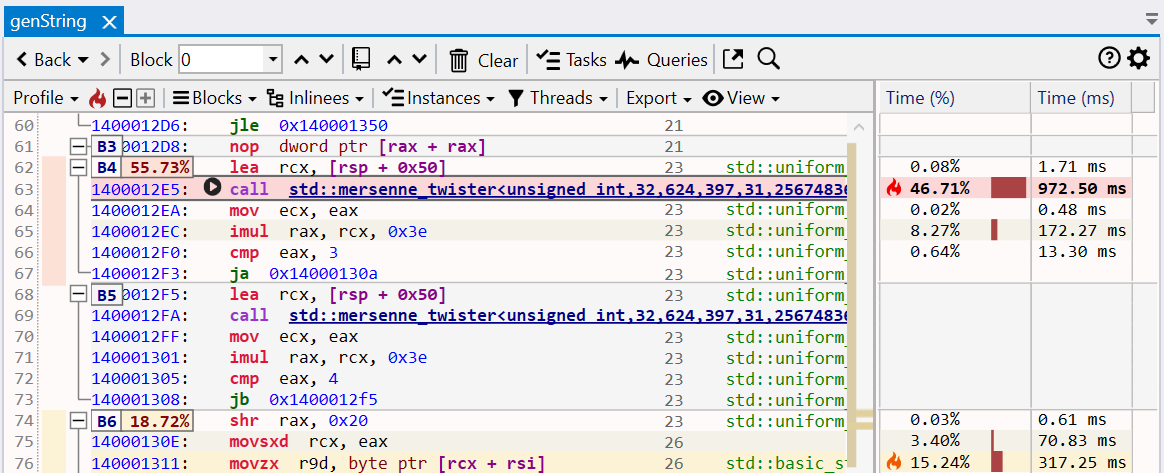 genString
Back Block 0 Clear Tasks Queries
Profile Blocks Inlinees Instances Threads Export View Time (%) Time (ms)
60 1400012D6: jle 0x140001350 21
61 B3 0012D8: nop dword ptr [rax + rax] 21
62 B4 55.73% lea rcx, [rsp + 0x50] 23 std::uniform_ 0.08% 1.71 ms
63 1400012E5: call std::mersenne_twister<unsigned int,32,624,397,31,25674836 46.71% 972.50 ms
64 1400012EA: mov ecx, eax 23 std::uniform_ 0.02% 0.48 ms
65 1400012EC: imul rax, rcx, 0x3e 23 std::uniform_ 8.27% 172.27 ms
66 1400012F0: cmp eax, 3 23 std::uniform_ 0.64% 13.30 ms
67 1400012F3: ja 0x14000130a 23 std::uniform_
68 B5 0012F5: lea rcx, [rsp + 0x50] 23 std::uniform_
69 1400012FA: call std::mersenne_twister<unsigned int,32,624,397,31,25674836
70 1400012FF: mov ecx, eax 23 std::uniform_
71 140001301: imul rax, rcx, 0x3e 23 std::uniform_
72 140001305: cmp eax, 4 23 std::uniform_
73 140001308: jb 0x1400012f5 23 std::uniform_
74 B6 18.72% shr rax, 0x20 23 std::uniform_ 0.03% 0.61 ms
75 14000130E: movsxd rcx, eax 26 3.40% 70.83 ms
76 140001311: movzx r9d, byte ptr [rcx + rsi] 26 std::basic_st 15.24% 317.25 ms